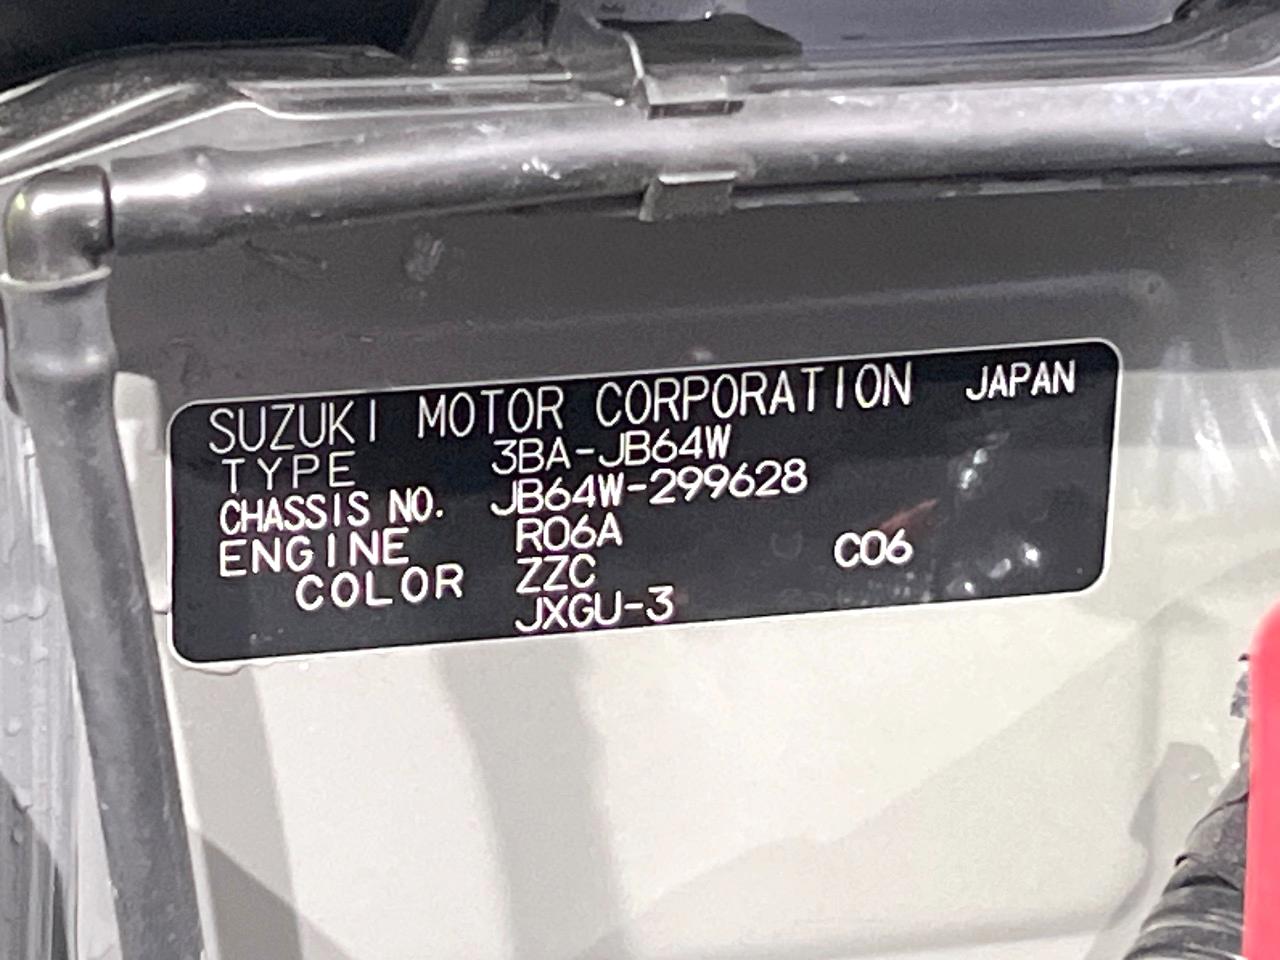 SUZUKI MOTOR CORPORATION JAPAN
TYPE 3BA-JB64W
CHASSIS NO. JB64W-299628
ENGINE R06A
COLOR ZZC C06
JXGU-3